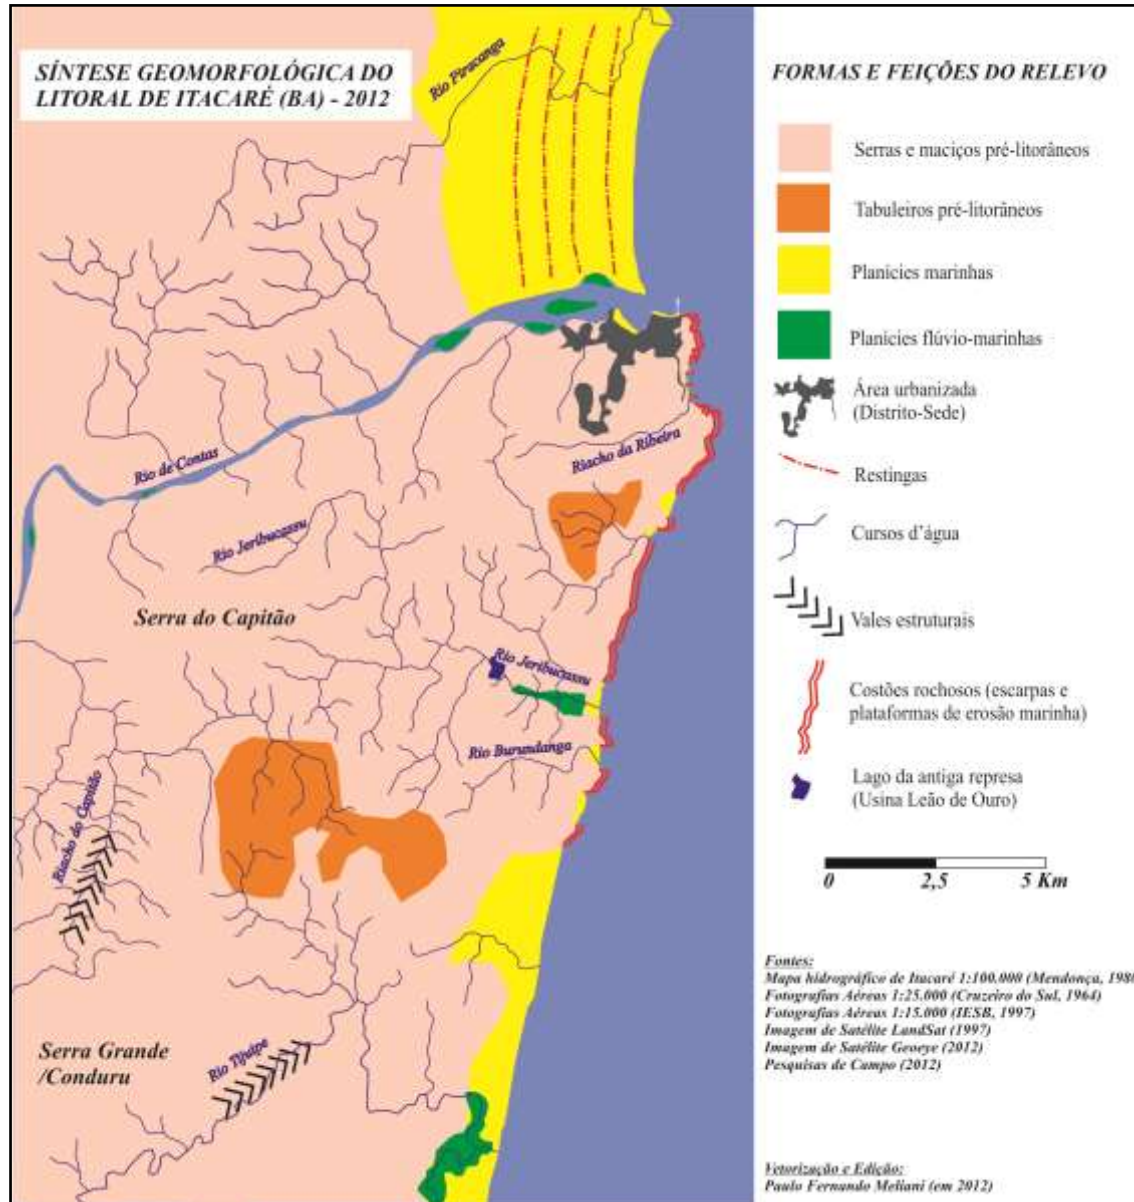 SÍNTESE GEOMORFOLÓGICA DO
LITORAL DE ITACARÉ (BA) - 2012
Rio Piracanga
Rio de Contas
Riacho da Ribeira
Rio Jeribucassu
Serra do Capitão
Rio Jeribucassu
Rio Burundanga
Riacho do Capitão
Serra Grande
/Conduru
Rio Tijuípe
FORMAS E FEIÇÕES DO RELEVO
Serras e maciços pré-litorâneos
Tabuleiros pré-litorâneos
Planícies marinhas
Planícies flúvio-marinhas
Área urbanizada
(Distrito-Sede)
Restingas
Cursos d'água
Vales estruturais
Costões rochosos (escarpas e
plataformas de erosão marinha)
Lago da antiga represa
(Usina Leão de Ouro)
0 2,5 5 Km
Fontes:
Mapa hidrográfico de Itacaré 1:100.000 (Mendonça,
Fotografias Aéreas 1:25.000 (Cruzeiro do Sul, 1964)
Fotografias Aéreas 1:15.000 (IESB, 1997)
Imagem de Satélite LandSat (1997)
Imagem de Satélite Geoeye (2012)
Pesquisas de Campo (2012)
Vetorização e Edição:
Paulo Fernando Meliani (em 2012)